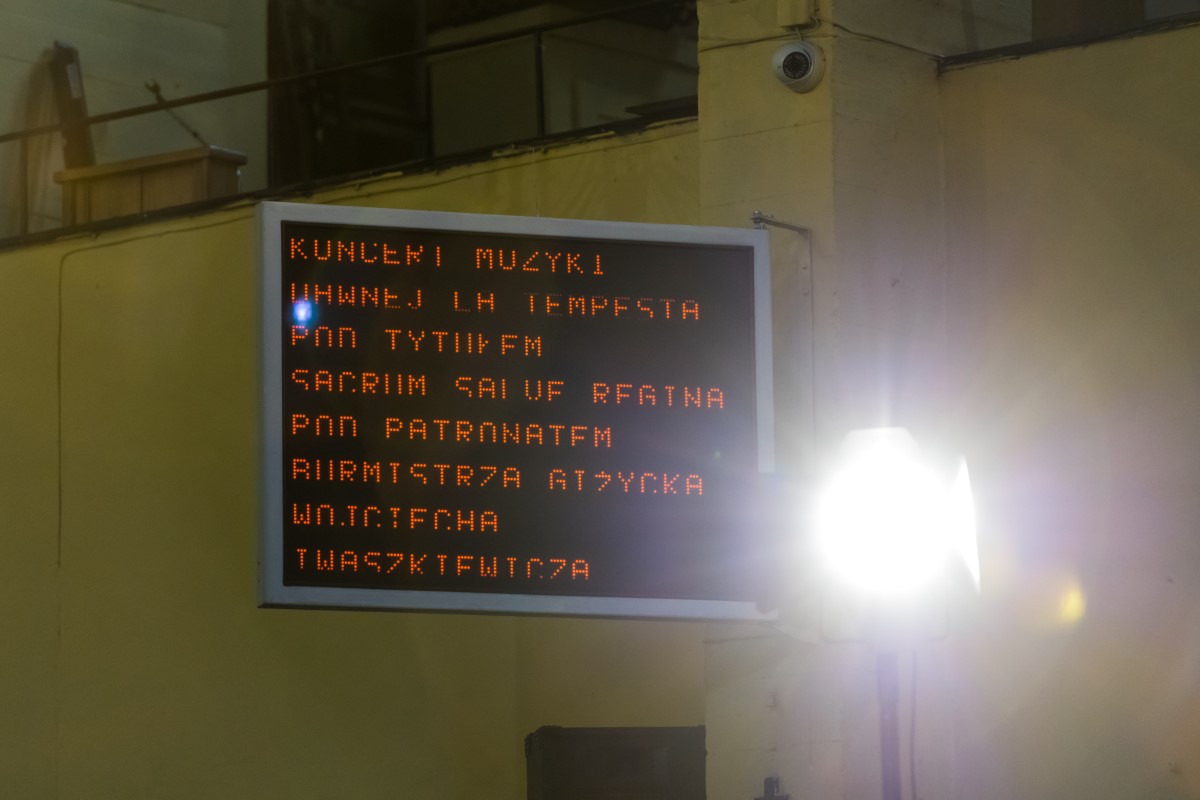 KONCERT MUZYKI
DAWNEJ LA TEMPESTA
POD TYTUŁEM
SACRUM SALVE REGINA
POD PATRONATEM
BURMISTRZA GIŻYCKA
WOJCIECHA
IWASZKIEWICZA